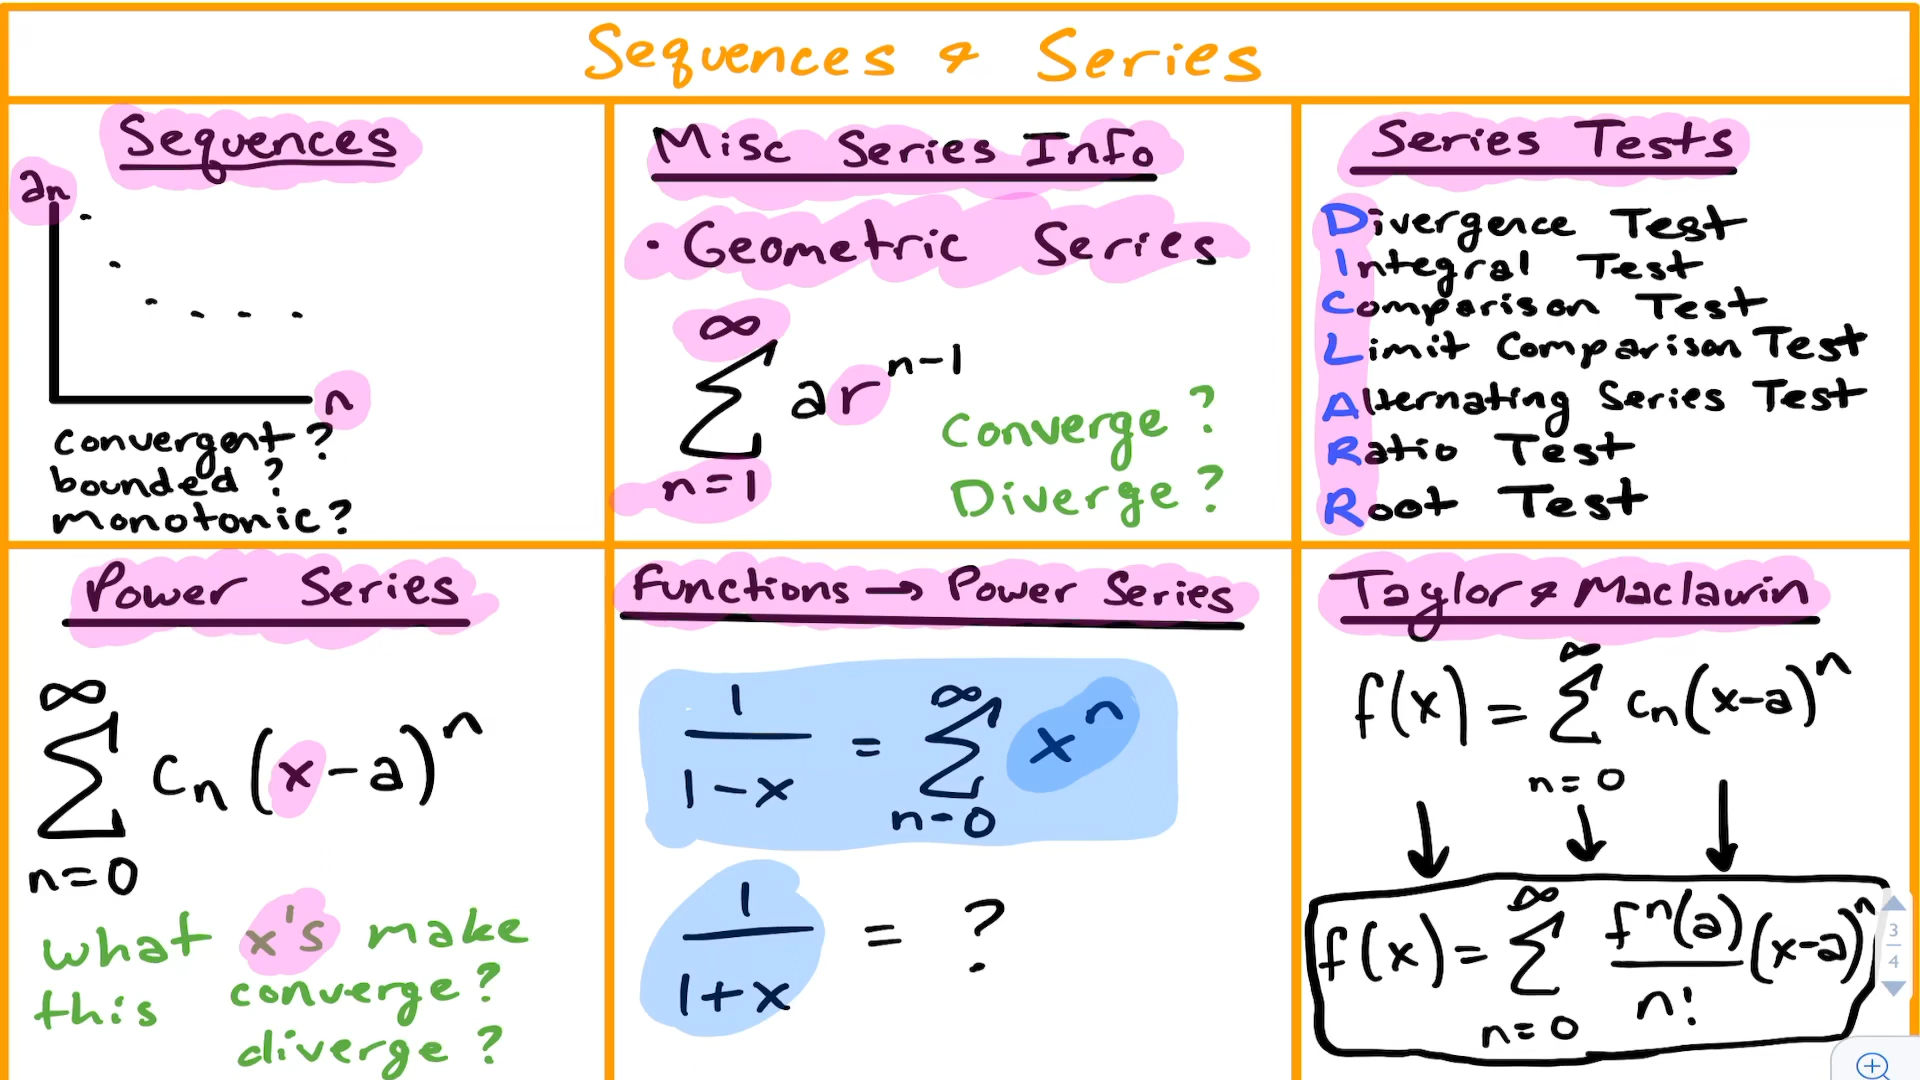 Sequences & Series
Sequences
an
n
convergent?
bounded?
monotonic?
Misc Series Info
• Geometric Series
∞
∑ ar^(n-1)
n=1
Converge?
Diverge?
Series Tests
Divergence Test
Integral Test
Comparison Test
Limit Comparison Test
Alternating Series Test
Ratio Test
Root Test
Power Series
∞
∑ cn (x-a)^n
n=0
what x's make
this converge?
diverge?
Functions → Power Series
1/(1-x) = ∑ x^n
∞
n-0
1/(1+x) = ?
Taylor & Maclaurin
∞
f(x) = ∑ cn(x-a)^n
n=0
∞
f(x) = ∑ f^n(a)/n! (x-a)^n
n=0
3
4